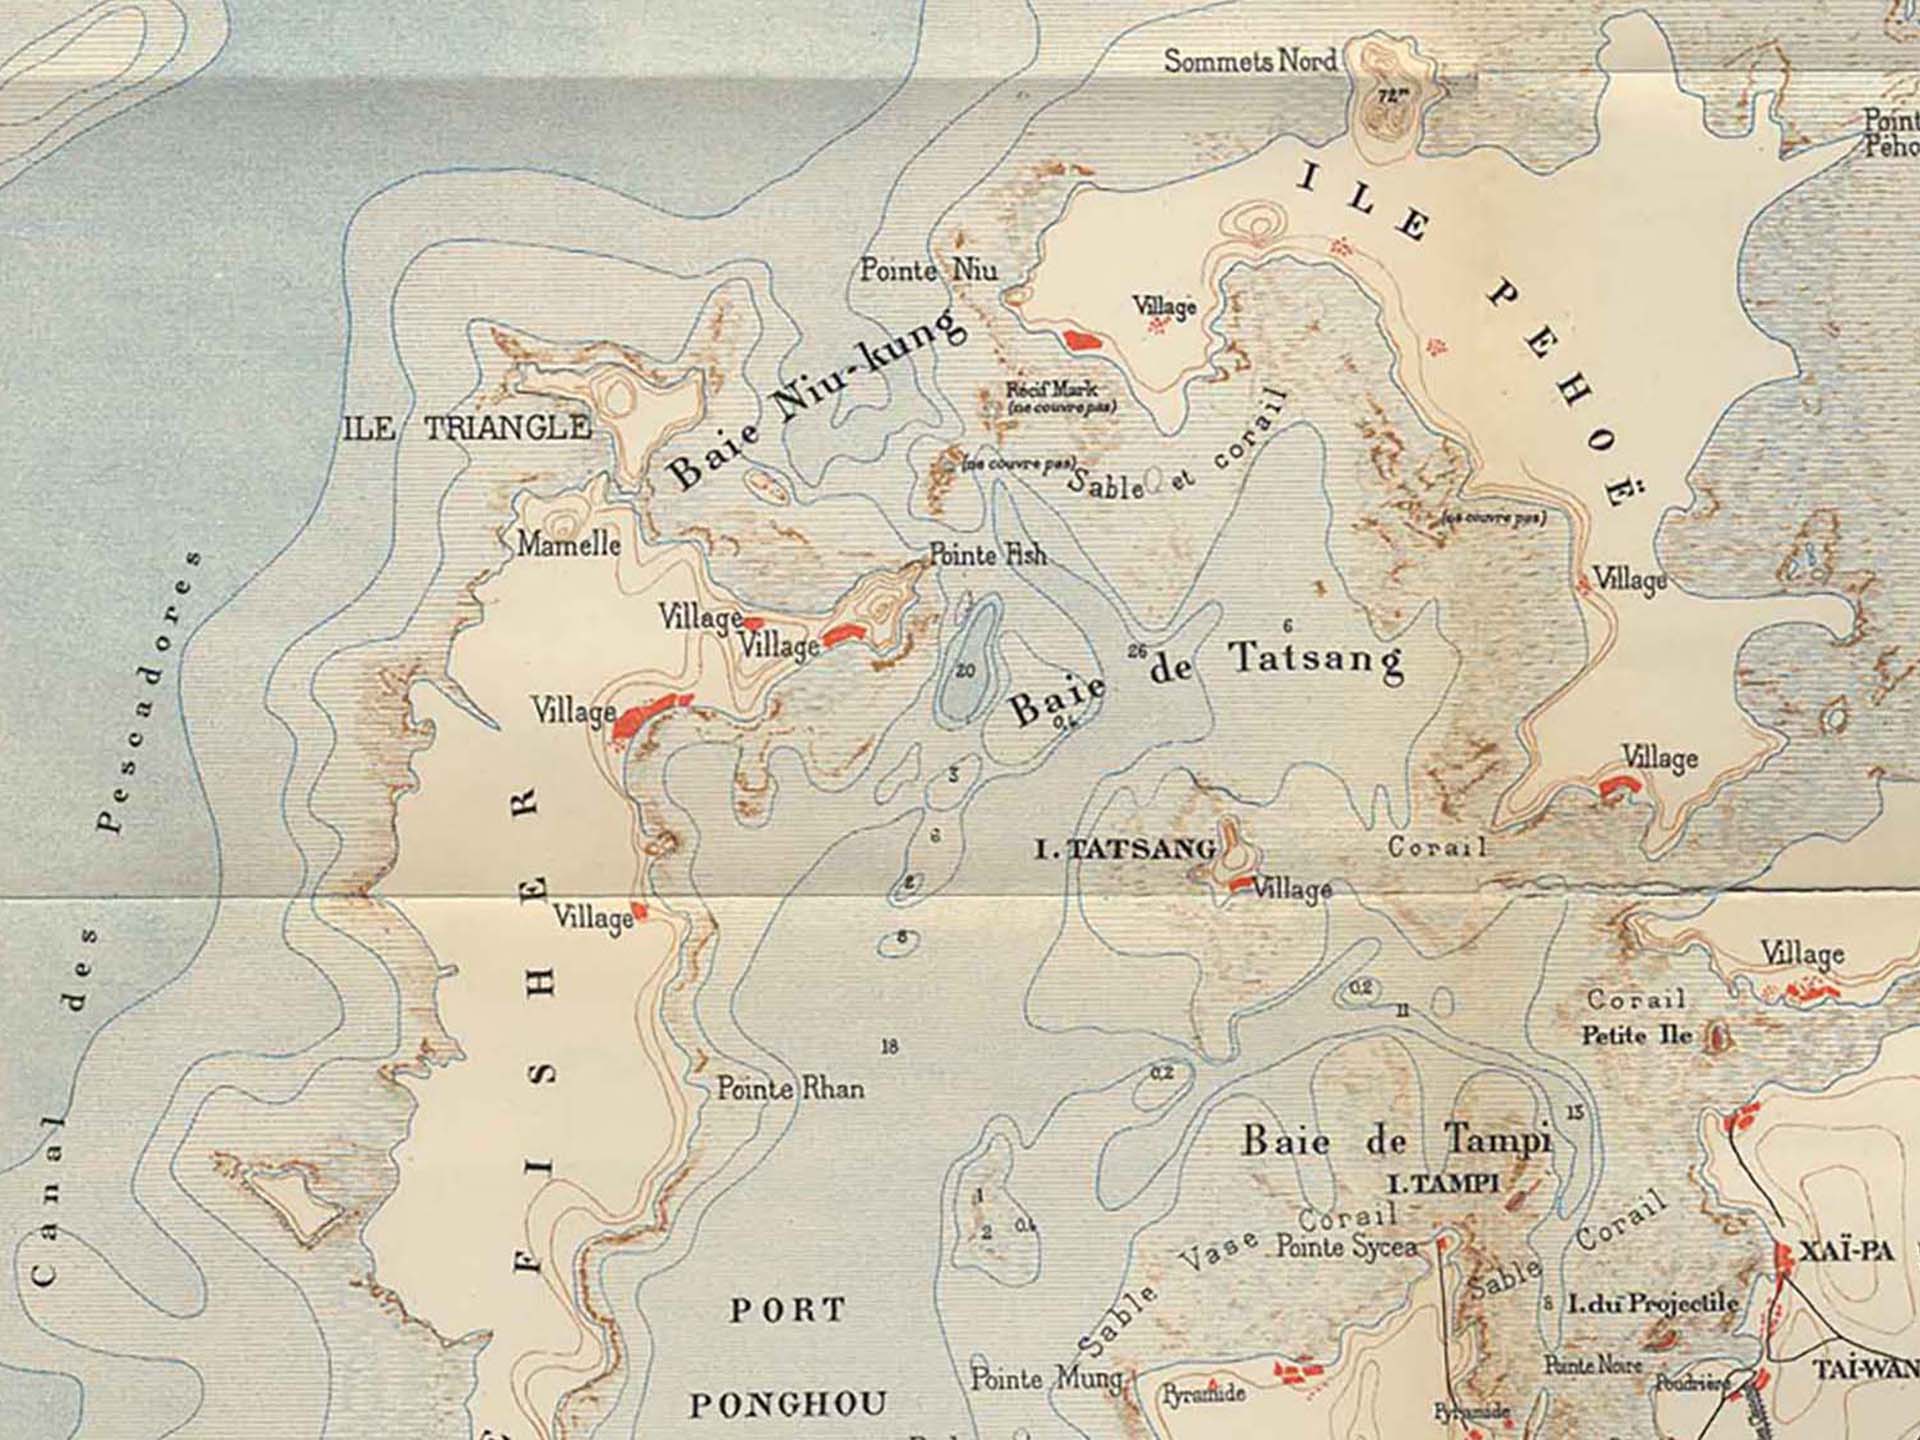 Sommets Nord
72m
Point
Pého
ILE PEHOË
Pointe Niu
Village
Baie Niu-kung
Récif Mark
(ne couvre pas)
ILE TRIANGLE
(ne couvre pas)
Sable et corail
(ne couvre pas)
Mamelle
Pointe Fish
Village
Village
Village
Canal des Pescadores
20
26
6
Baie de Tatsang
0,4
Village
Village
3
6
I. TATSANG
Corail
Village
2
Village
8
Village
FISHER
0,2
11
Corail
Petite Ile
18
0,2
Pointe Rhan
13
Baie de Tampi
I. TAMPI
1
2
0,4
Corail
Corail
Sable Vase
Pointe Sycea
Sable
XAÏ-PA
8
I. du Projectile
PORT
PONGHOU
Pointe Mung
Pyramide
Pointe Noire
Poudrière
TAÏ-WAN
Pyramide